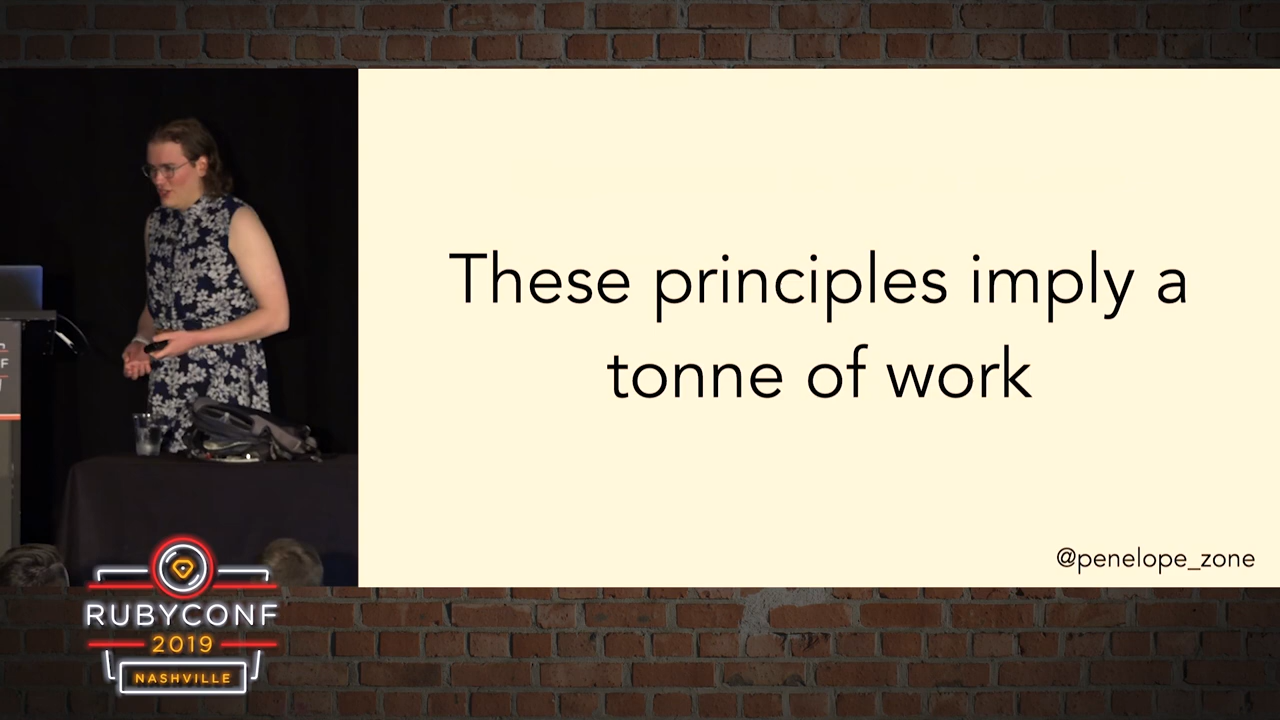 These principles imply a
tonne of work
@penelope_zone
RUBYCONF
2019
NASHVILLE